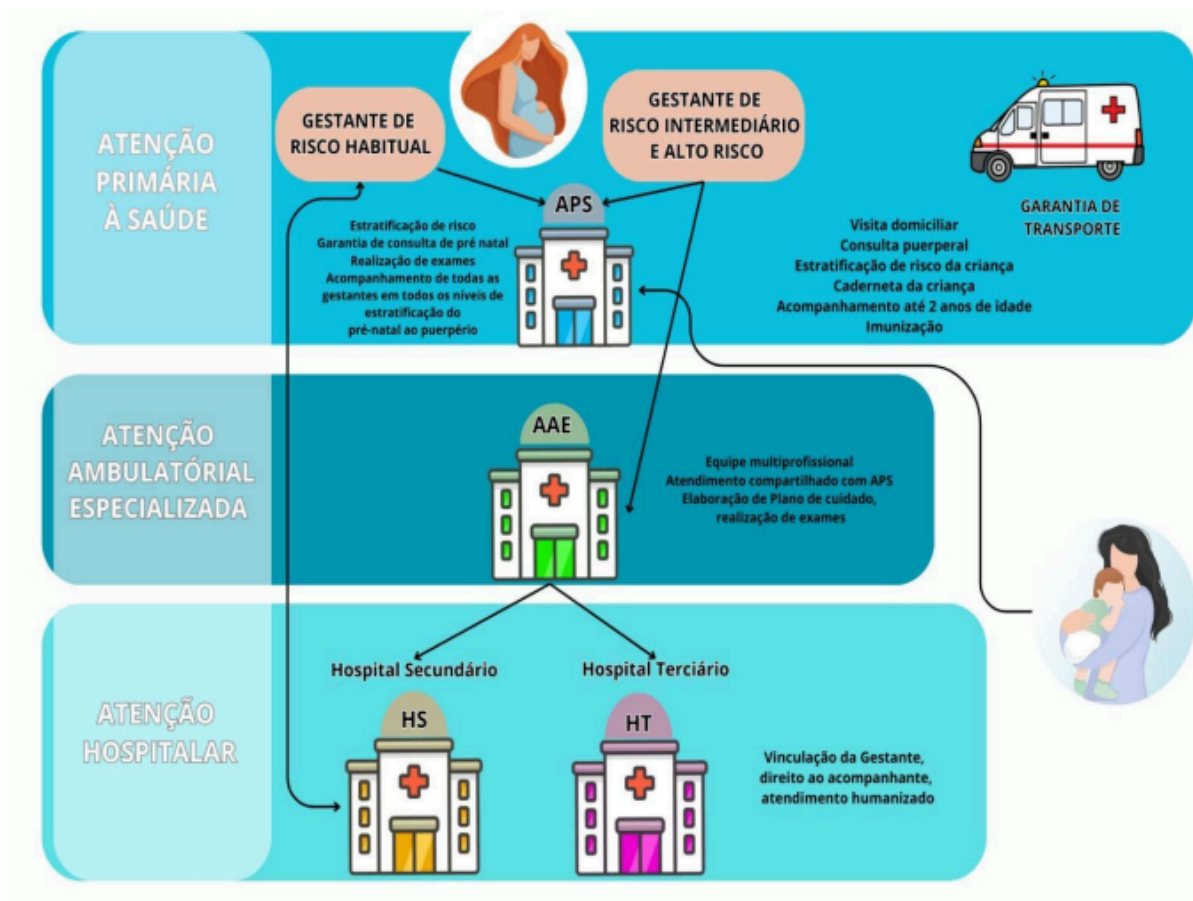 ATENÇÃO
PRIMÁRIA
À SAÚDE
GESTANTE DE
RISCO HABITUAL
GESTANTE DE
RISCO INTERMEDIÁRIO
E ALTO RISCO
APS
Estratificação de risco
Garantia de consulta de pré natal
Realização de exames
Acompanhamento de todas as
gestantes em todos os níveis de
estratificação do
pré-natal ao puerpério
Visita domiciliar
Consulta puerperal
Estratificação de risco da criança
Caderneta da criança
Acompanhamento até 2 anos de idade
Imunização
GARANTIA DE
TRANSPORTE
ATENÇÃO
AMBULATÓRIAL
ESPECIALIZADA
AAE
Equipe multiprofissional
Atendimento compartilhado com APS
Elaboração de Plano de cuidado,
realização de exames
ATENÇÃO
HOSPITALAR
Hospital Secundário
HS
Hospital Terciário
HT
Vinculação da Gestante,
direito ao acompanhante,
atendimento humanizado